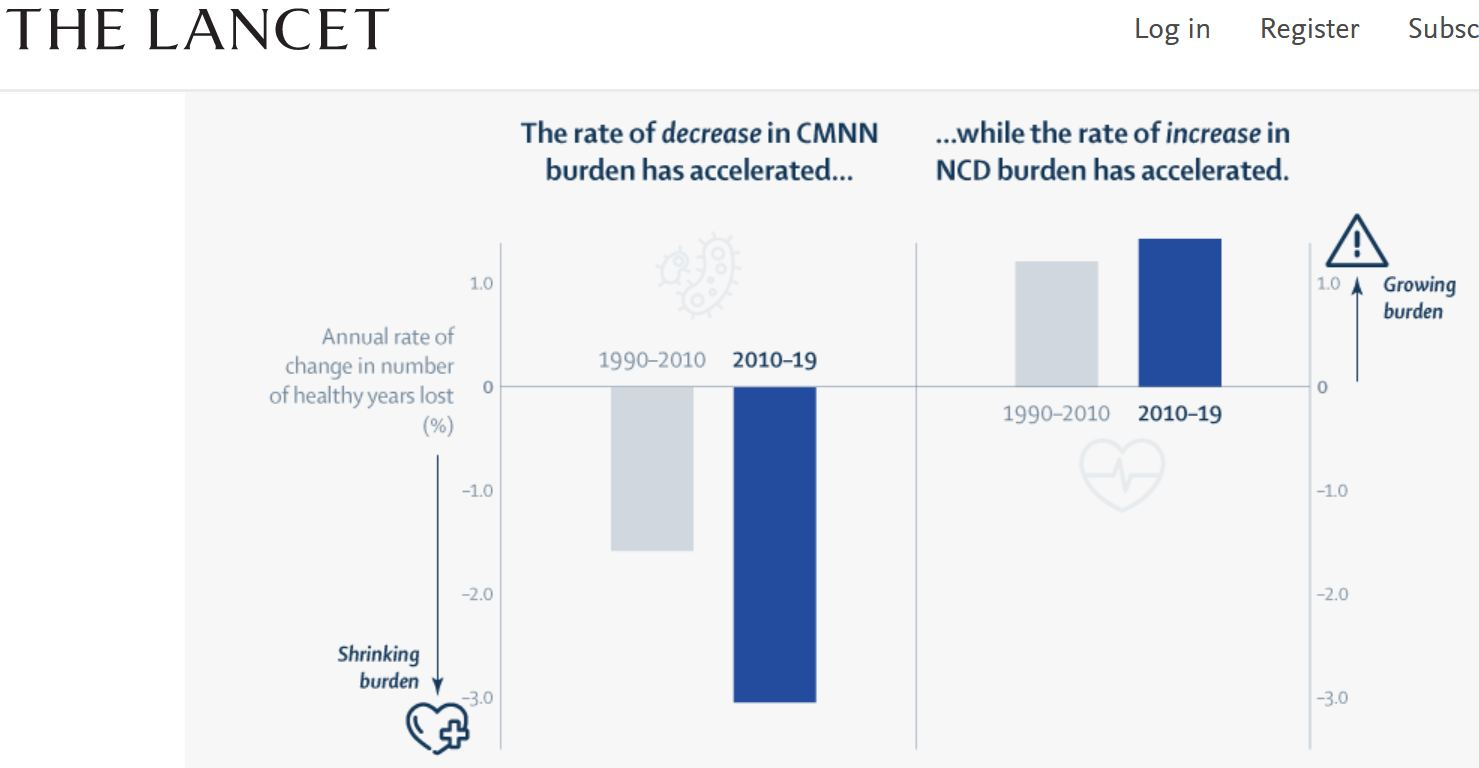 THE LANCET
Log in
Register
Subsc
The rate of decrease in CMNN
burden has accelerated...
...while the rate of increase in
NCD burden has accelerated.
1.0
0
–1.0
–2.0
–3.0
Annual rate of
change in number
of healthy years lost
(%)
Shrinking
burden
1990–2010
2010–19
1990–2010
2010–19
1.0
0
–1.0
–2.0
–3.0
Growing
burden